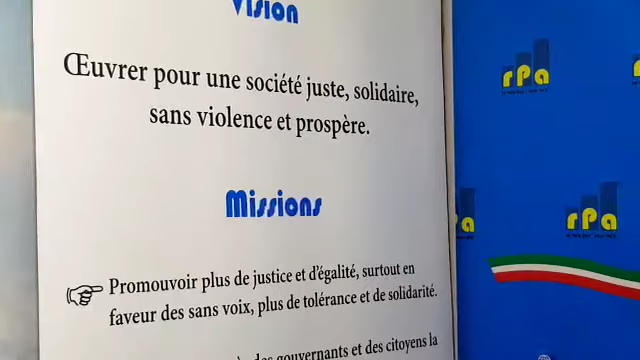 Vision
Œuvrer pour une société juste, solidaire,
sans violence et prospère.
Missions
Promouvoir plus de justice et d'égalité, surtout en
faveur des sans voix, plus de tolérance et de solidarité.
des gouvernants et des citoyens la
rPa
rPa
Pa